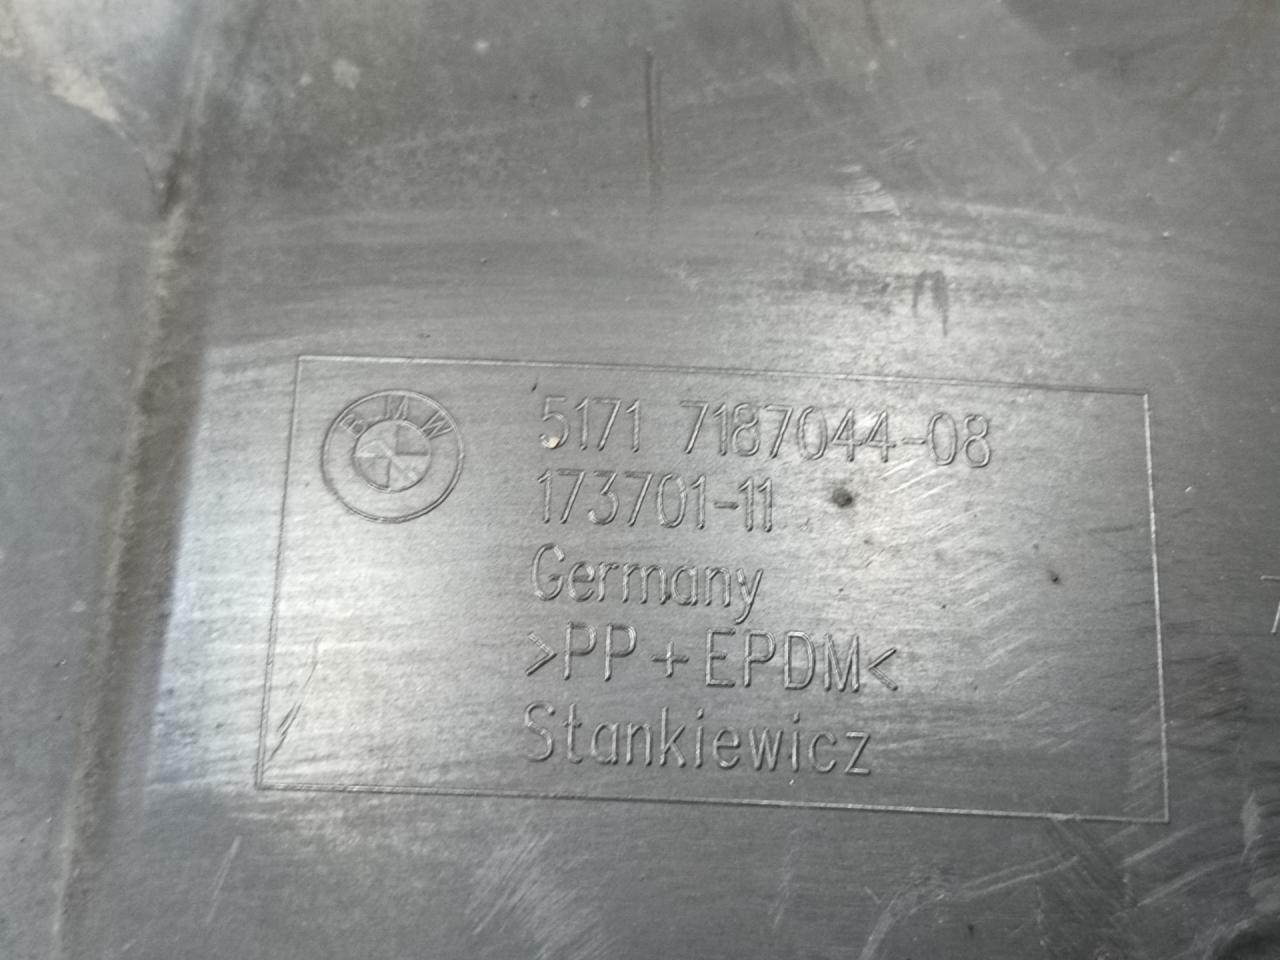 BMW
5171 7187044-08
173701-11
Germany
>PP+EPDM<
Stankiewicz